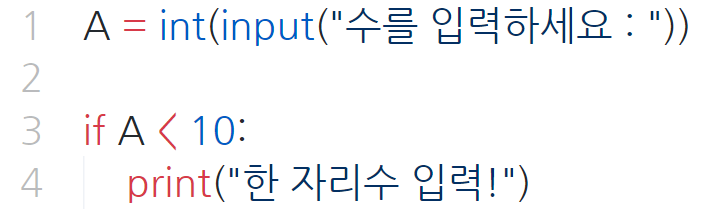 1 A = int(input("수를 입력하세요 : "))
2
3 if A < 10:
4     print("한 자리수 입력!")